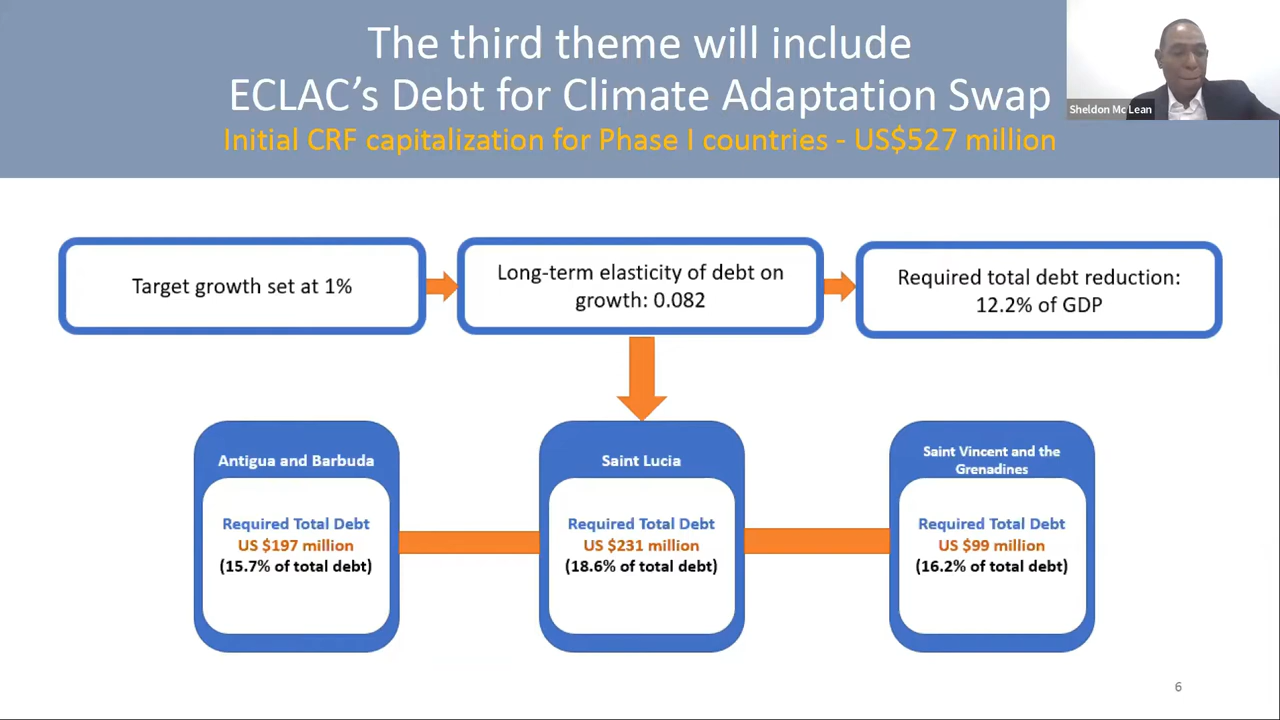 The third theme will include
ECLAC's Debt for Climate Adaptation Swap
Initial CRF capitalization for Phase I countries - US$527 million
Sheldon Mc Lean
Target growth set at 1%
Long-term elasticity of debt on
growth: 0.082
Required total debt reduction:
12.2% of GDP
Antigua and Barbuda
Required Total Debt
US $197 million
(15.7% of total debt)
Saint Lucia
Required Total Debt
US $231 million
(18.6% of total debt)
Saint Vincent and the
Grenadines
Required Total Debt
US $99 million
(16.2% of total debt)
6